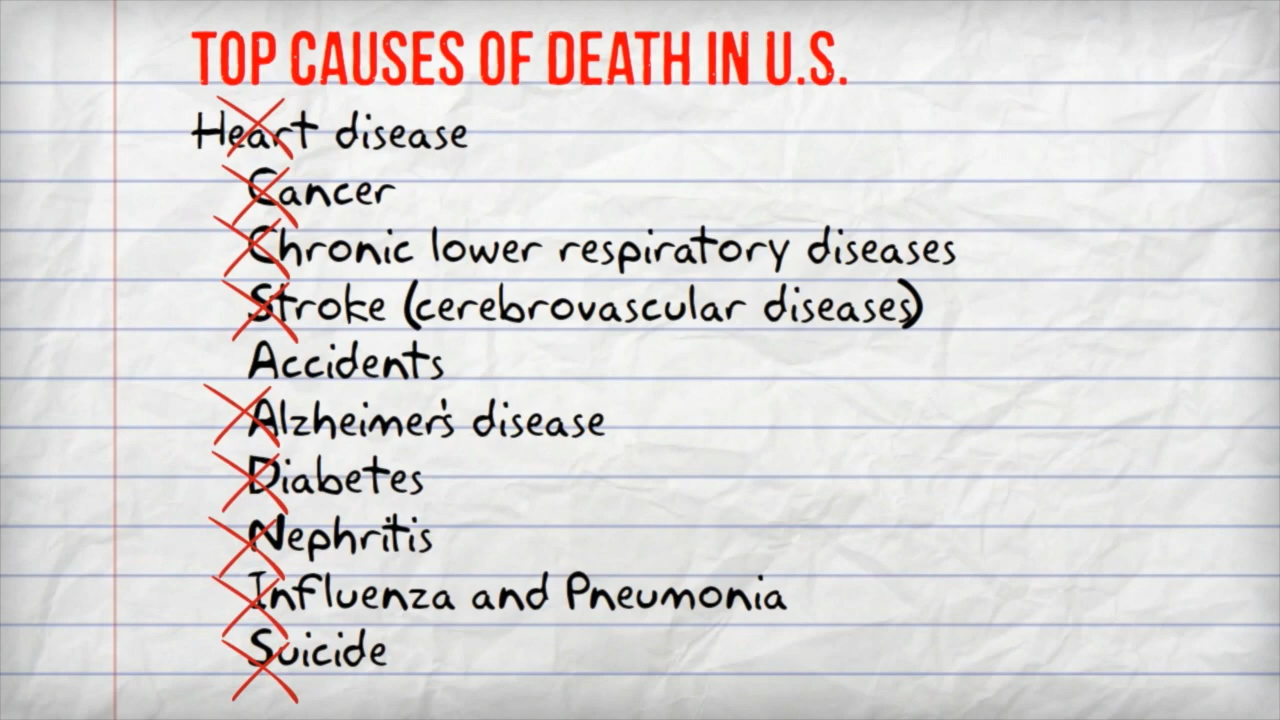 TOP CAUSES OF DEATH IN U.S.
Heart disease
Cancer
Chronic lower respiratory diseases
Stroke (cerebrovascular diseases)
Accidents
Alzheimer's disease
Diabetes
Nephritis
Influenza and Pneumonia
Suicide